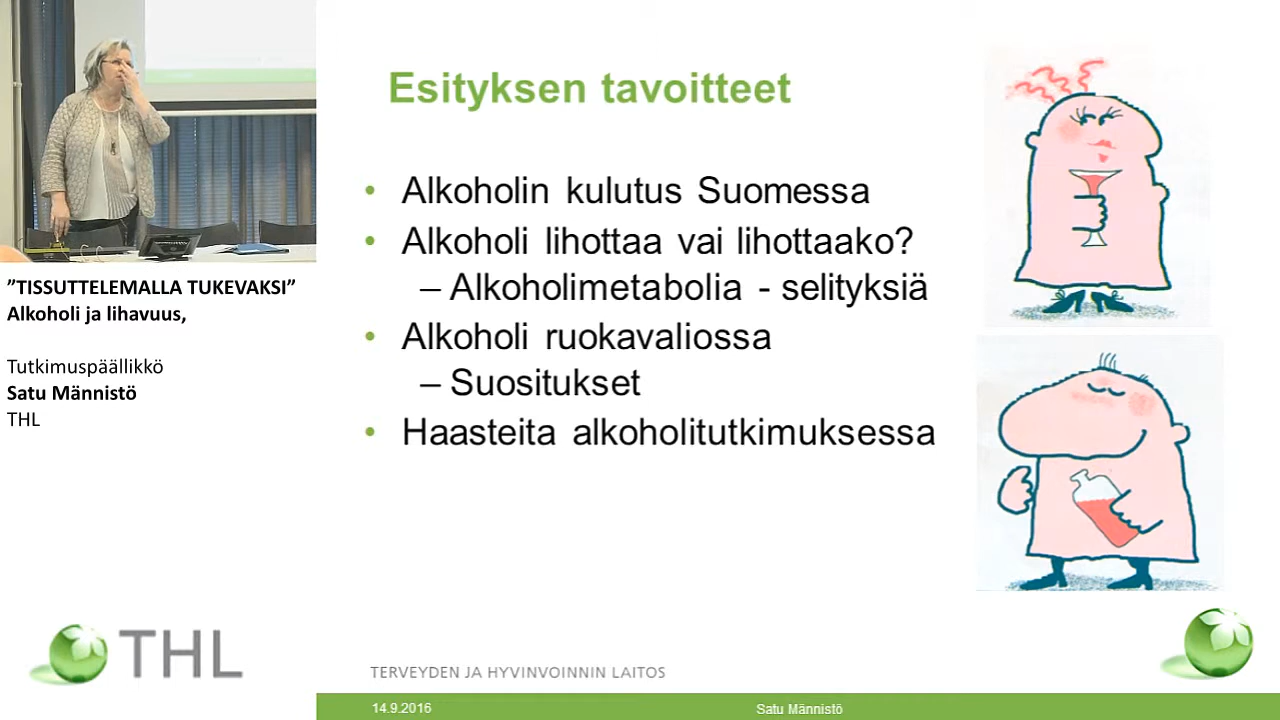 Esityksen tavoitteet
• Alkoholin kulutus Suomessa
• Alkoholi lihottaa vai lihottaako?
– Alkoholimetabolia - selityksiä
• Alkoholi ruokavaliossa
– Suositukset
• Haasteita alkoholitutkimuksessa
”TISSUTTELEMALLA TUKEVAKSI”
Alkoholi ja lihavuus,
Tutkimuspäällikkö
Satu Männistö
THL
THL
TERVEYDEN JA HYVINVOINNIN LAITOS
14.9.2016
Satu Männistö